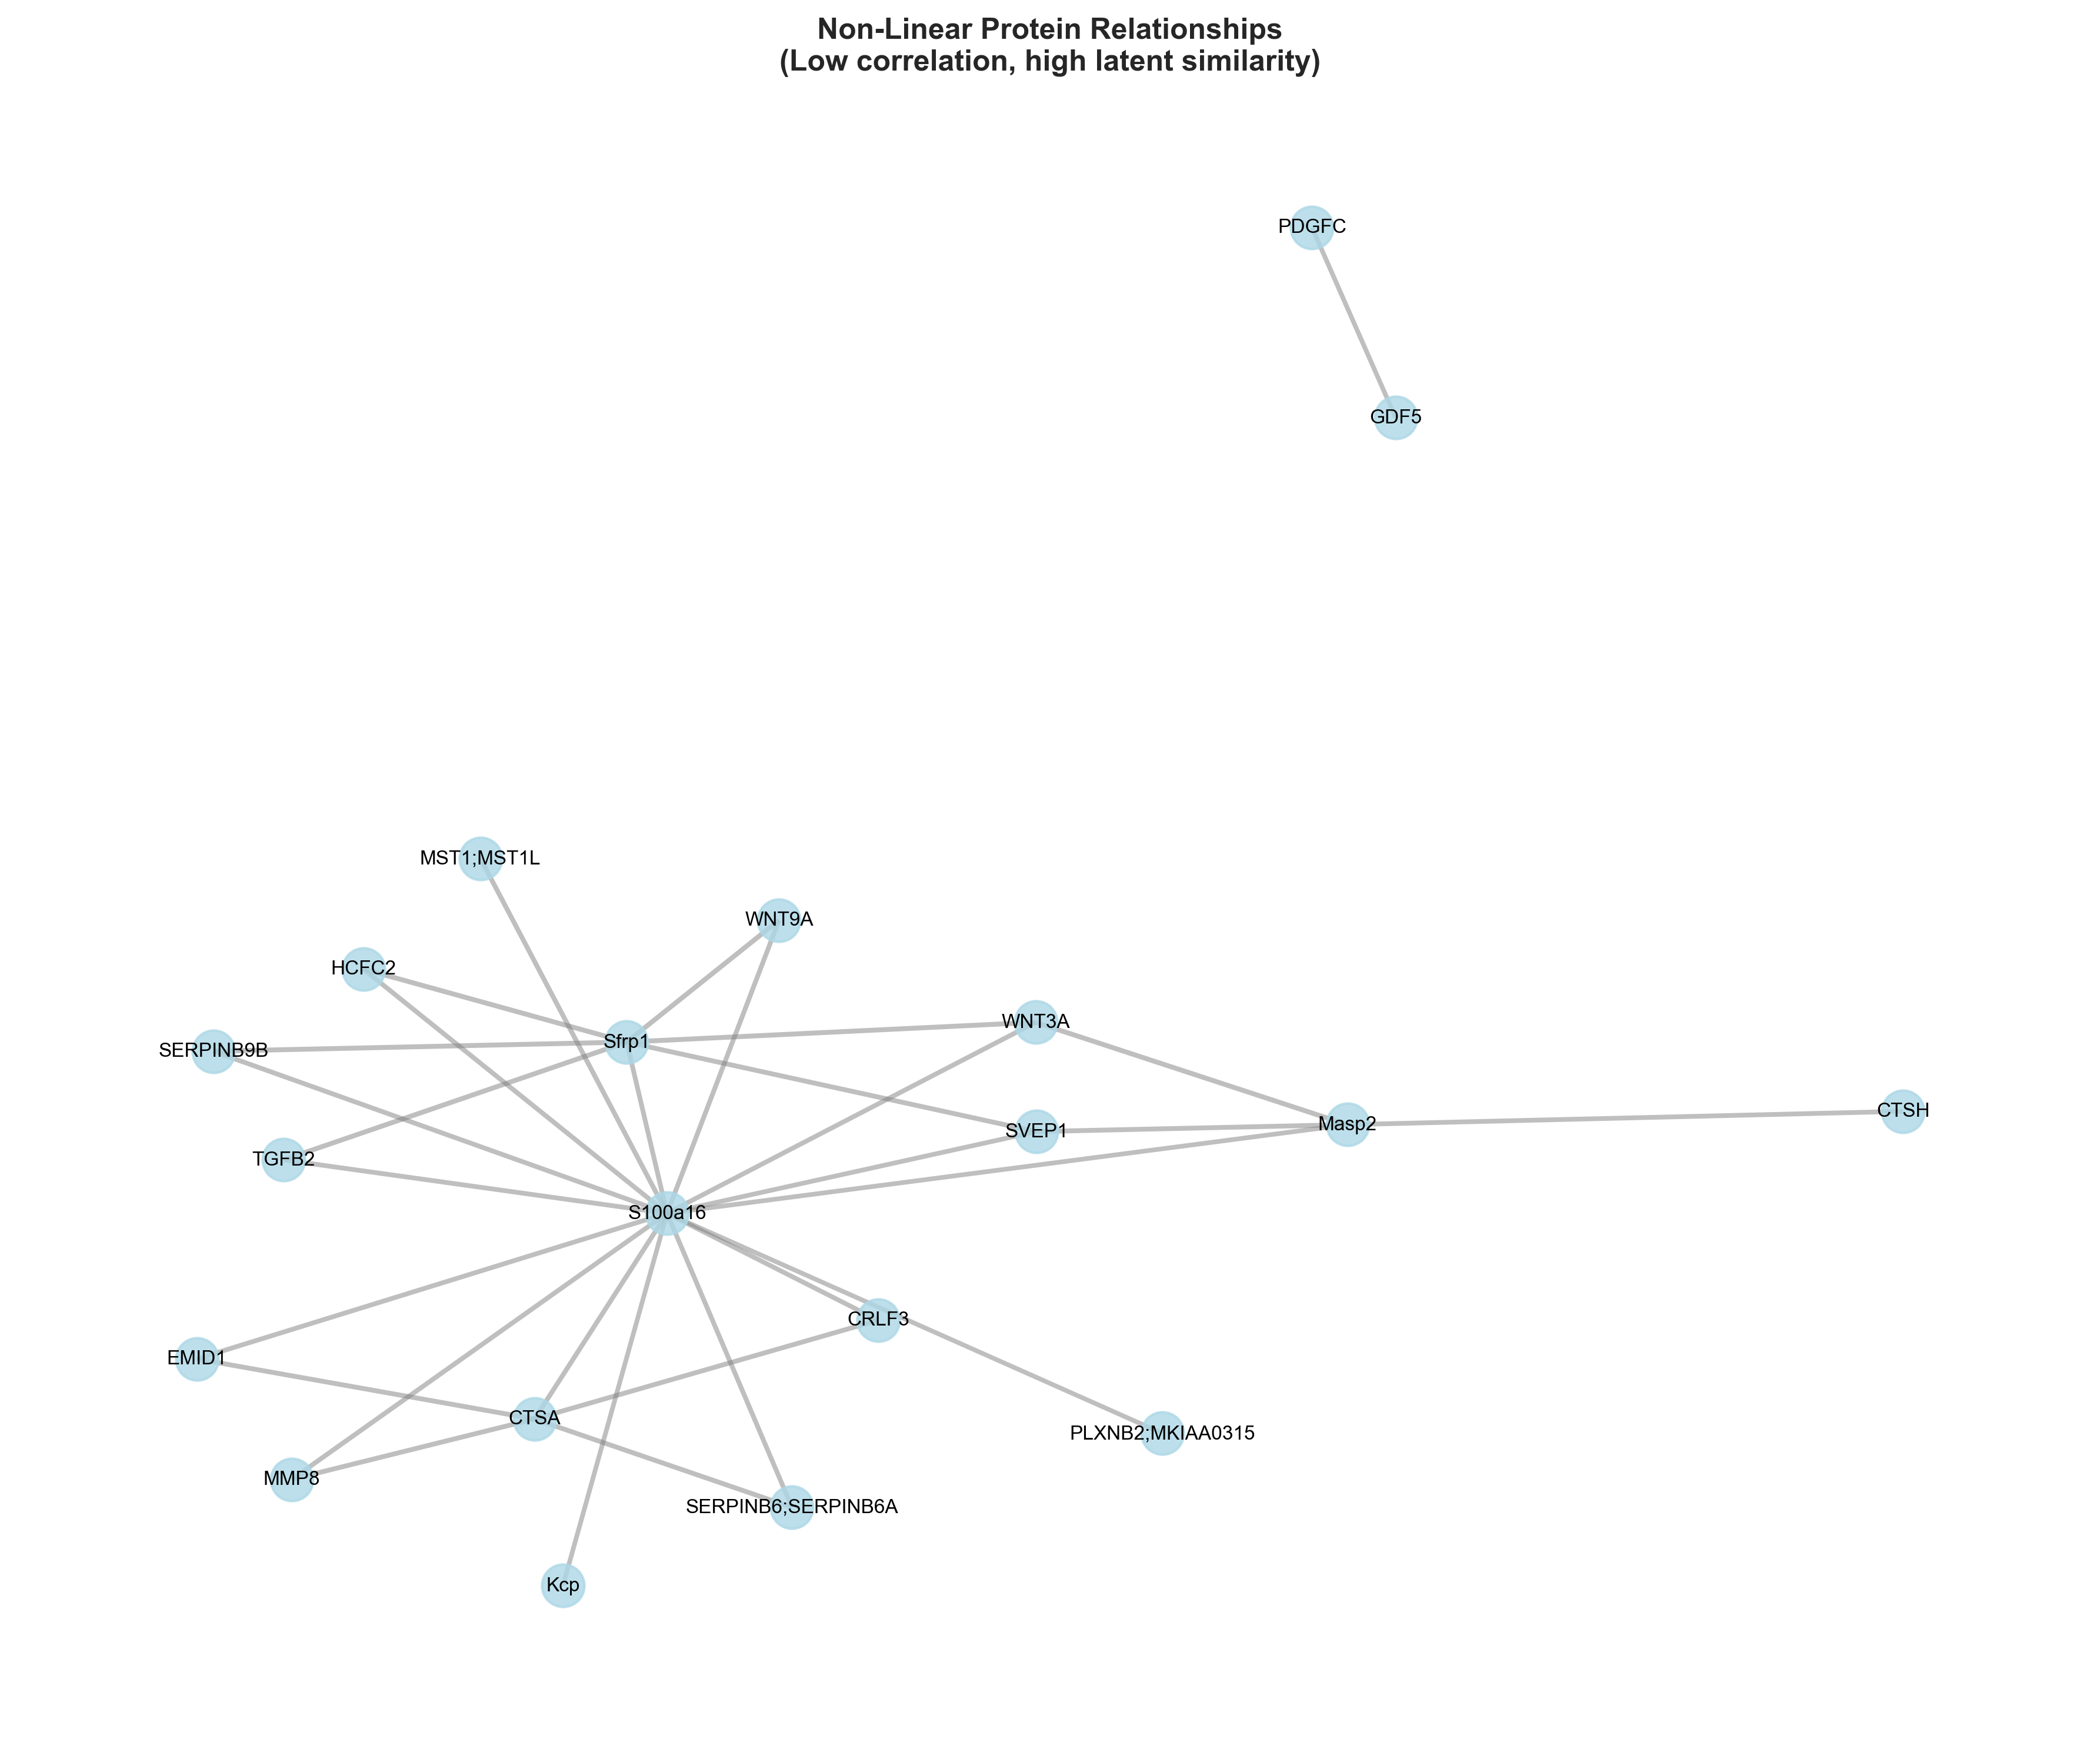 Non-Linear Protein Relationships
(Low correlation, high latent similarity)
PDGFC
GDF5
MST1;MST1L
WNT9A
HCFC2
WNT3A
Sfrp1
SERPINB9B
CTSH
Masp2
SVEP1
TGFB2
S100a16
CRLF3
EMID1
CTSA
PLXNB2;MKIAA0315
MMP8
SERPINB6;SERPINB6A
Kcp